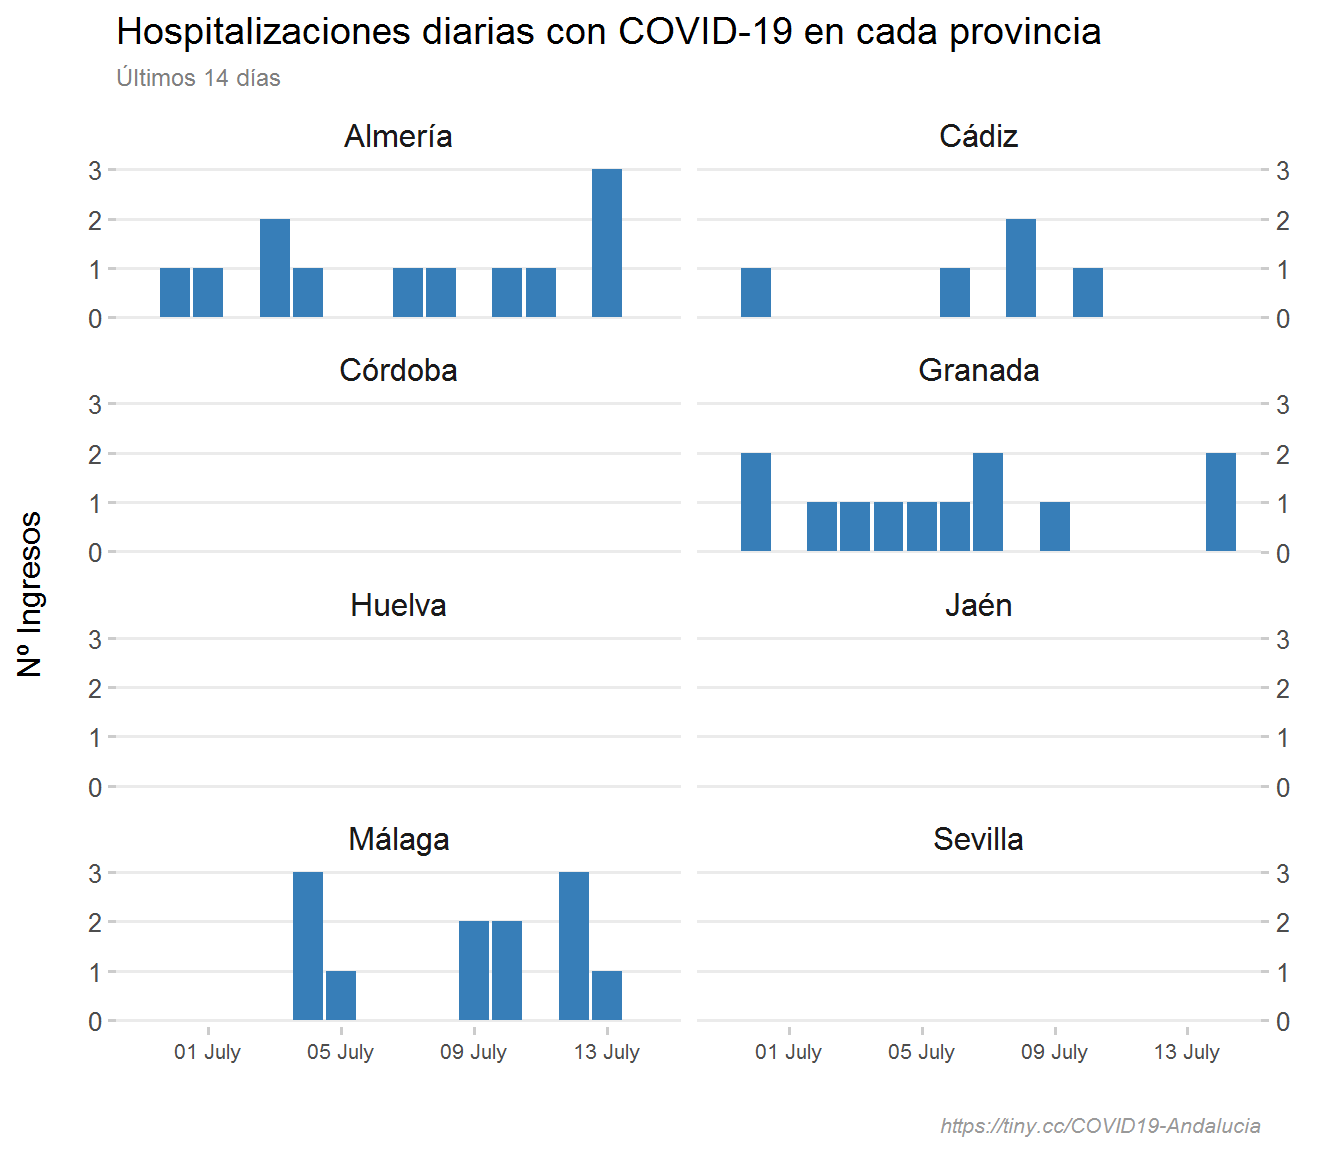 Hospitalizaciones diarias con COVID-19 en cada provincia
Últimos 14 días
Almería
Cádiz
3
2
1
0
3
2
1
0
Córdoba
Granada
3
2
1
0
3
2
1
0
Nº Ingresos
Huelva
Jaén
3
2
1
0
3
2
1
0
Málaga
Sevilla
3
2
1
0
3
2
1
0
01 July 05 July 09 July 13 July
01 July 05 July 09 July 13 July
https://tiny.cc/COVID19-Andalucia